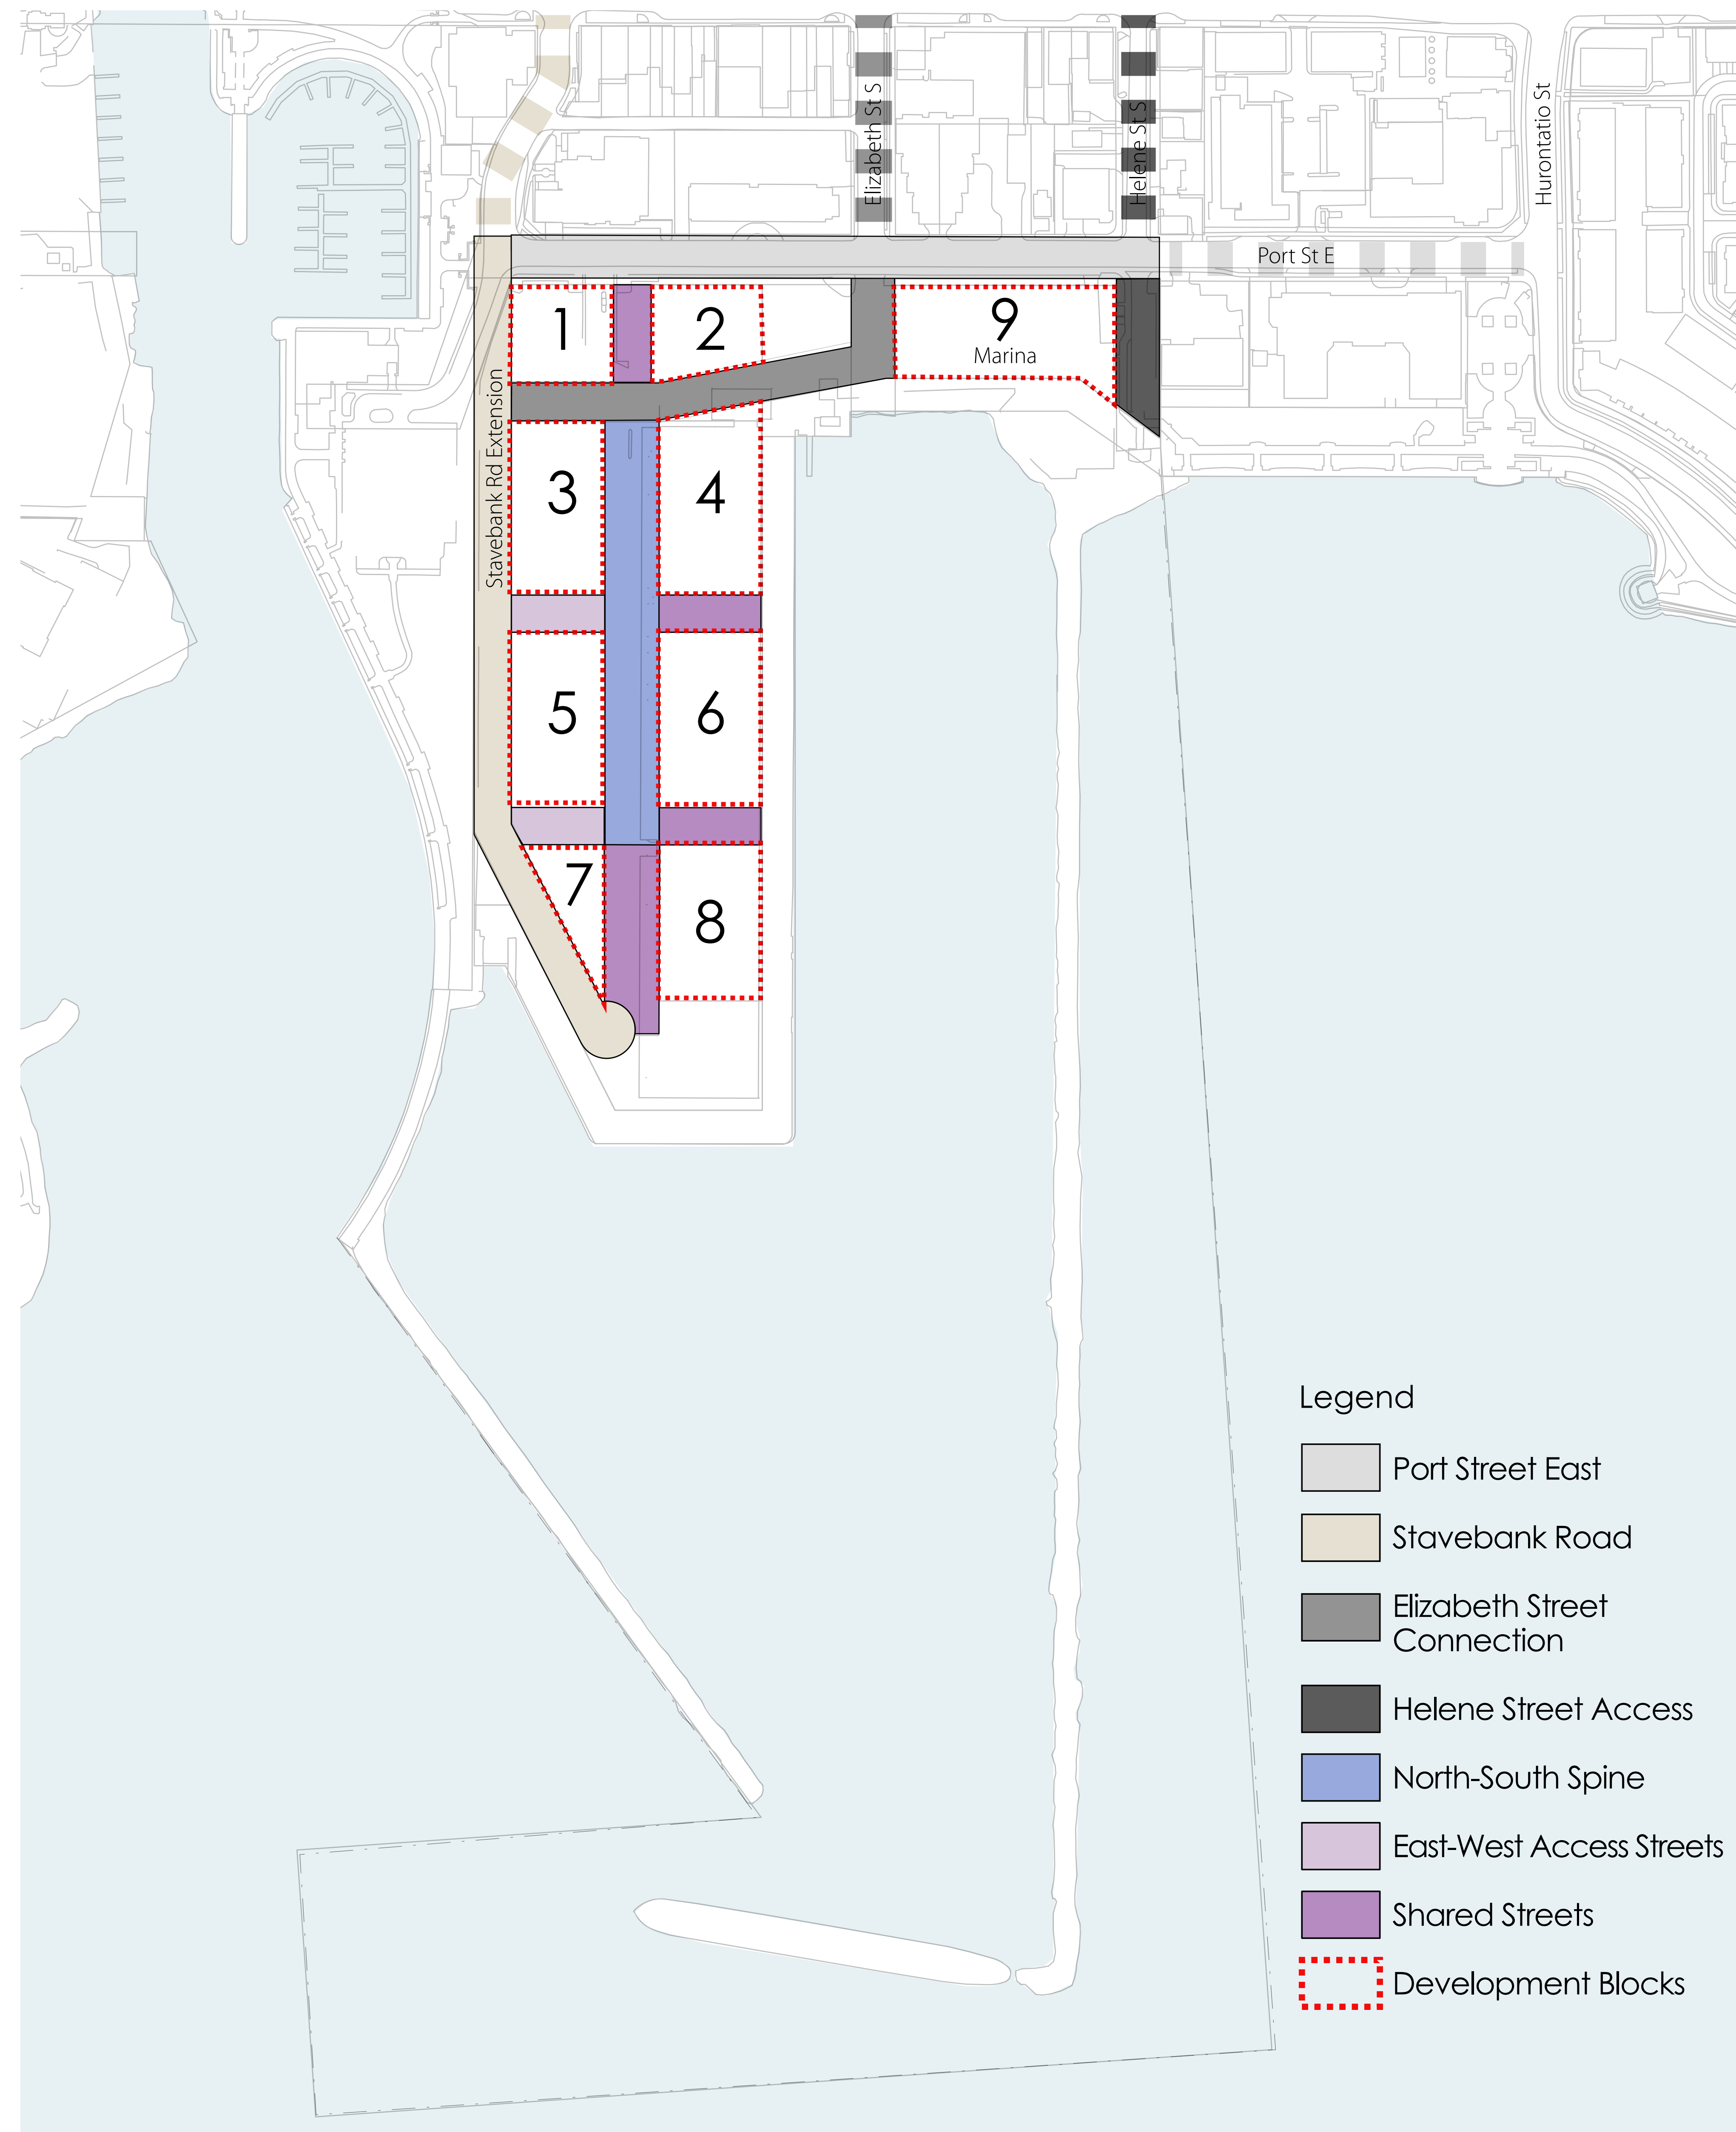 Elizabeth St S
Helene St S
Hurontatio St
Port St E
1
2
9
Marina
Stavebank Rd Extension
3
4
5
6
7
8
Legend
Port Street East
Stavebank Road
Elizabeth Street
Connection
Helene Street Access
North-South Spine
East-West Access Streets
Shared Streets
Development Blocks